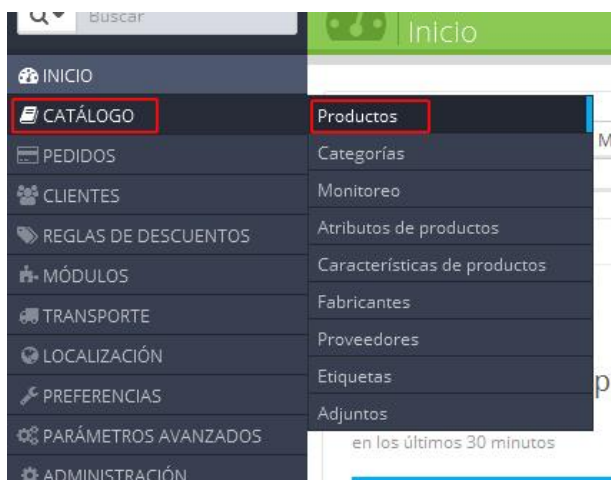 Buscar
Inicio
INICIO
CATÁLOGO
PEDIDOS
CLIENTES
REGLAS DE DESCUENTOS
MÓDULOS
TRANSPORTE
LOCALIZACIÓN
PREFERENCIAS
PARÁMETROS AVANZADOS
ADMINISTRACIÓN
Productos
Categorías
Monitoreo
Atributos de productos
Características de productos
Fabricantes
Proveedores
Etiquetas
Adjuntos
M
p
en los últimos 30 minutos